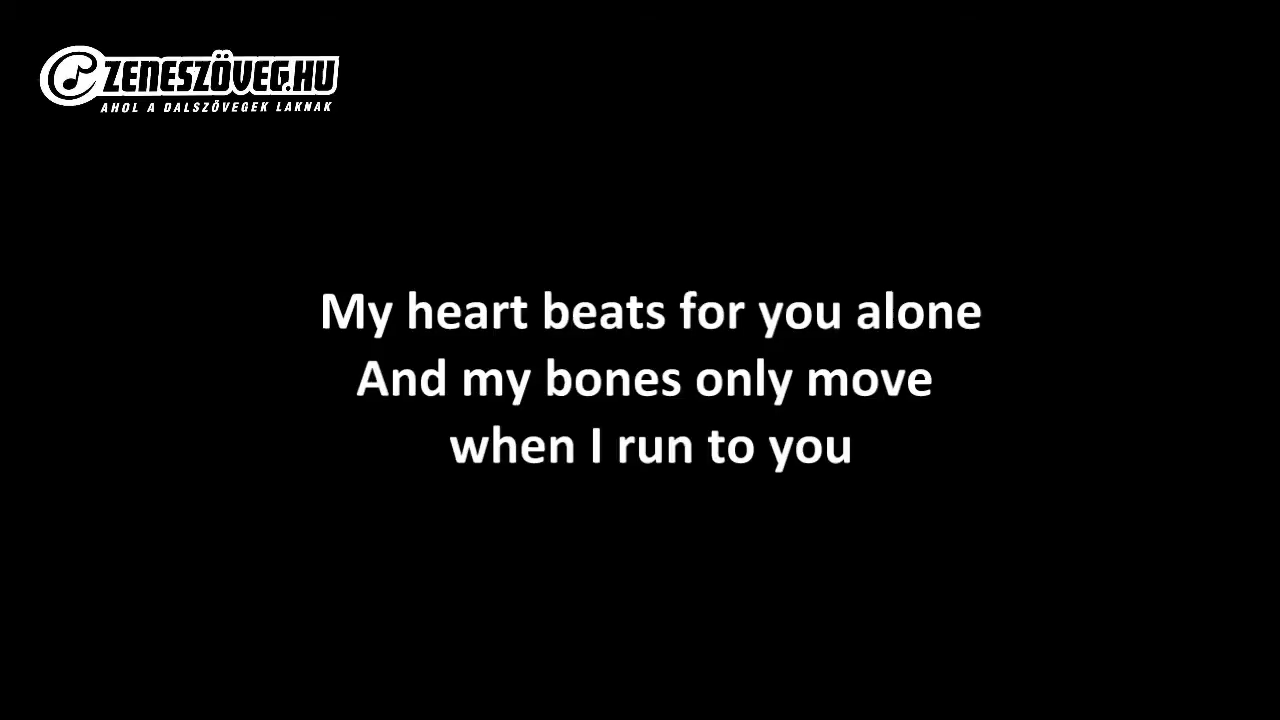 ZENESZÖVEG.HU
AHOL A DALSZÖVEGEK LAKNAK
My heart beats for you alone
And my bones only move
when I run to you